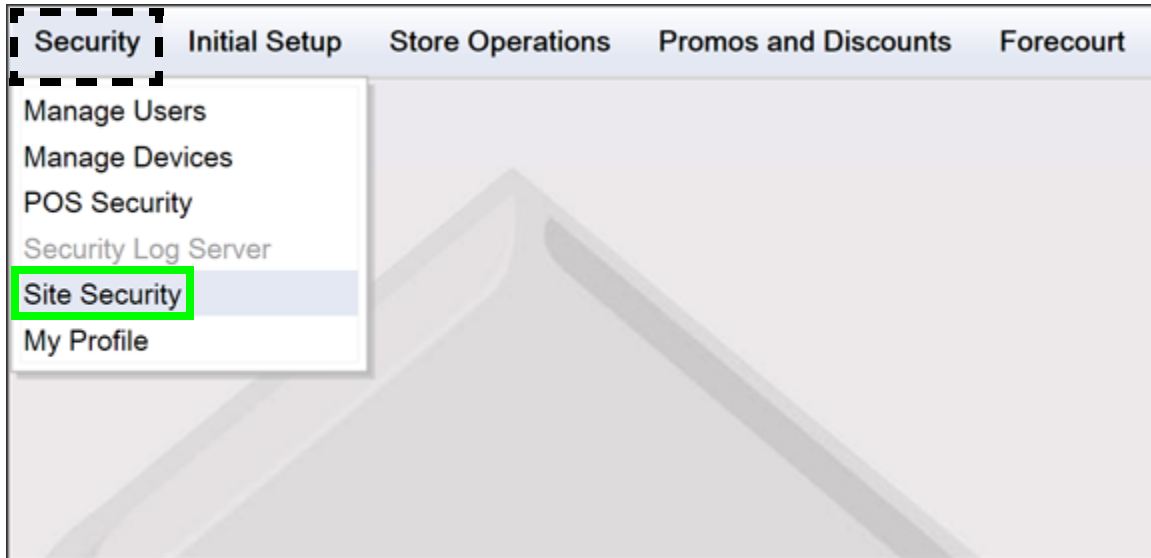 Security Initial Setup Store Operations Promos and Discounts Forecourt
Manage Users
Manage Devices
POS Security
Security Log Server
Site Security
My Profile